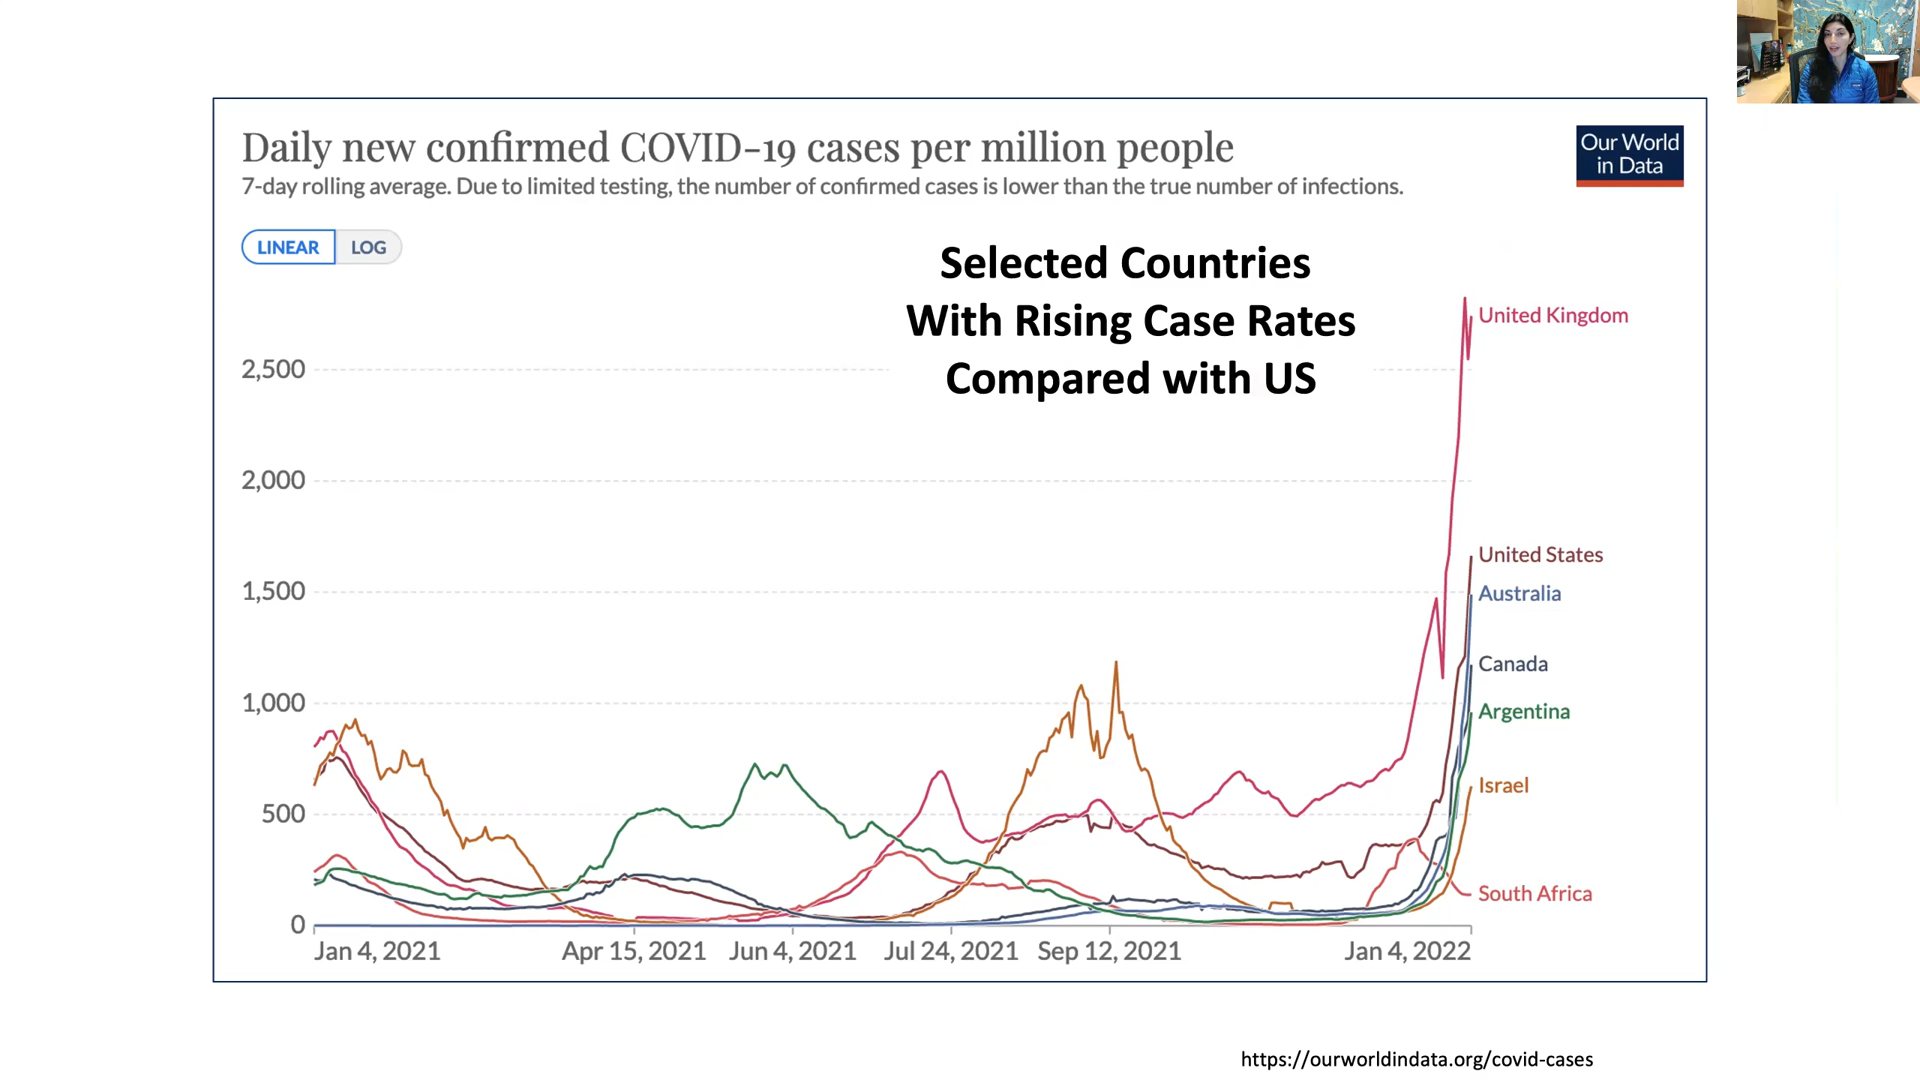 Daily new confirmed COVID-19 cases per million people
7-day rolling average. Due to limited testing, the number of confirmed cases is lower than the true number of infections.
Our World
in Data
LINEAR LOG
Selected Countries
With Rising Case Rates
Compared with US
2,500
2,000
1,500
1,000
500
0
United Kingdom
United States
Australia
Canada
Argentina
Israel
South Africa
Jan 4, 2021 Apr 15, 2021 Jun 4, 2021 Jul 24, 2021 Sep 12, 2021 Jan 4, 2022
https://ourworldindata.org/covid-cases